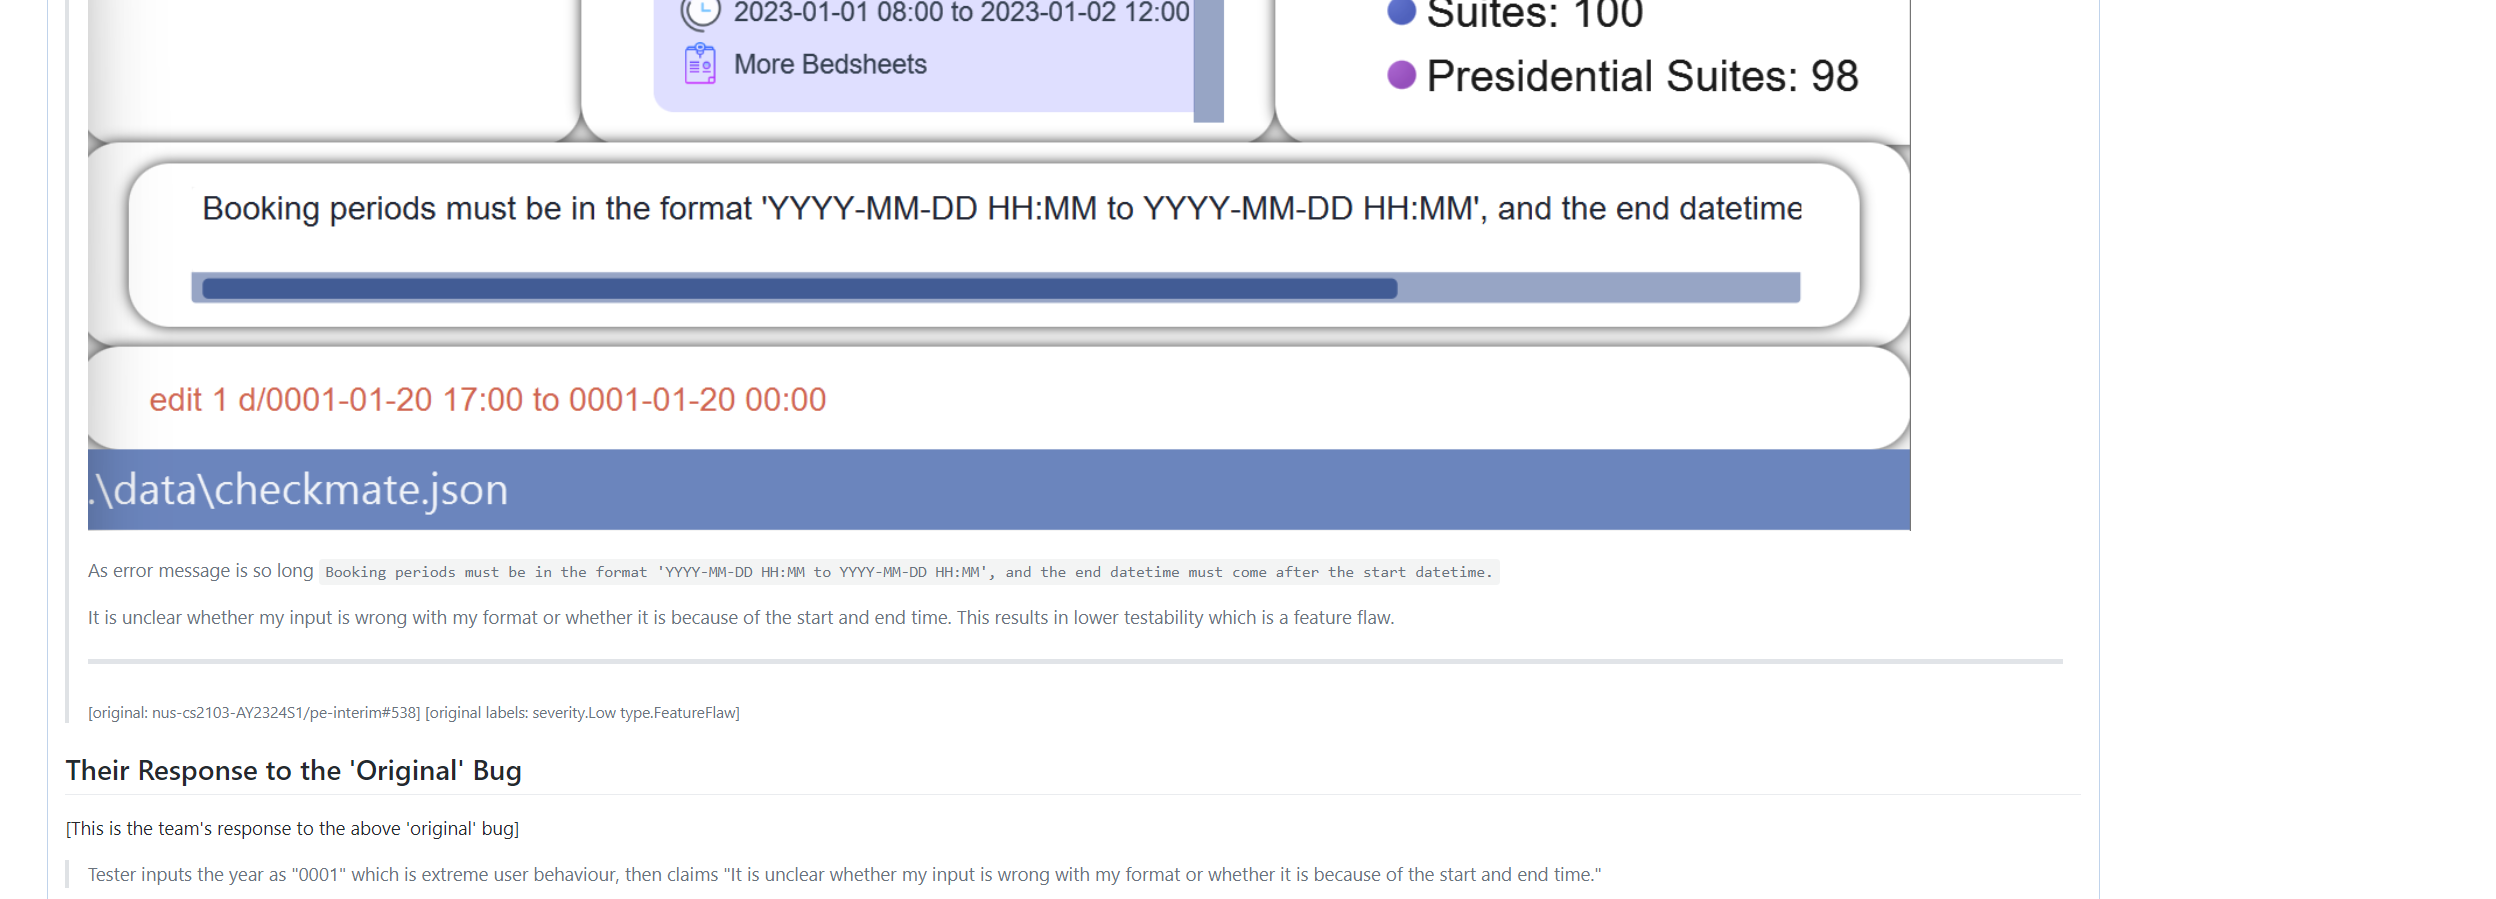 2023-01-01 08:00 to 2023-01-02 12:00
More Bedsheets
Suites: 100
Presidential Suites: 98
Booking periods must be in the format 'YYYY-MM-DD HH:MM to YYYY-MM-DD HH:MM', and the end datetime
edit 1 d/0001-01-20 17:00 to 0001-01-20 00:00
.\data\checkmate.json
As error message is so long Booking periods must be in the format 'YYYY-MM-DD HH:MM to YYYY-MM-DD HH:MM', and the end datetime must come after the start datetime.
It is unclear whether my input is wrong with my format or whether it is because of the start and end time. This results in lower testability which is a feature flaw.
[original: nus-cs2103-AY2324S1/pe-interim#538] [original labels: severity.Low type.FeatureFlaw]
Their Response to the 'Original' Bug
[This is the team's response to the above 'original' bug]
Tester inputs the year as "0001" which is extreme user behaviour, then claims "It is unclear whether my input is wrong with my format or whether it is because of the start and end time."